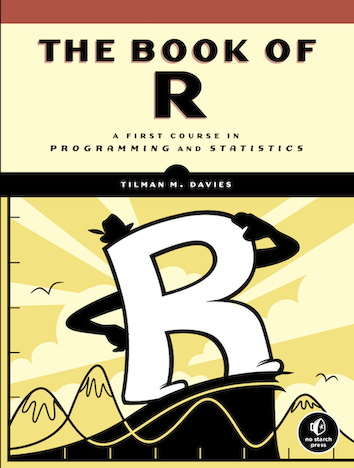 THE BOOK OF
R
A FIRST COURSE IN
PROGRAMMING AND STATISTICS
TILMAN M. DAVIES
R
no starch
press